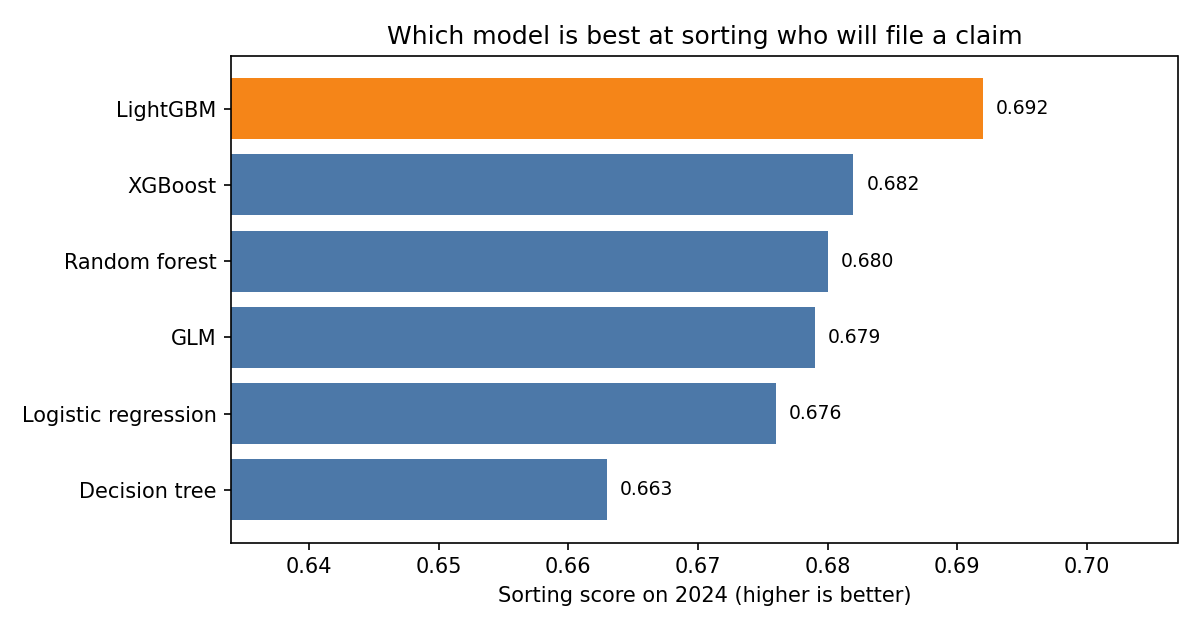 Which model is best at sorting who will file a claim
LightGBM
0.692
XGBoost
0.682
Random forest
0.680
GLM
0.679
Logistic regression
0.676
Decision tree
0.663
0.64 0.65 0.66 0.67 0.68 0.69 0.70
Sorting score on 2024 (higher is better)